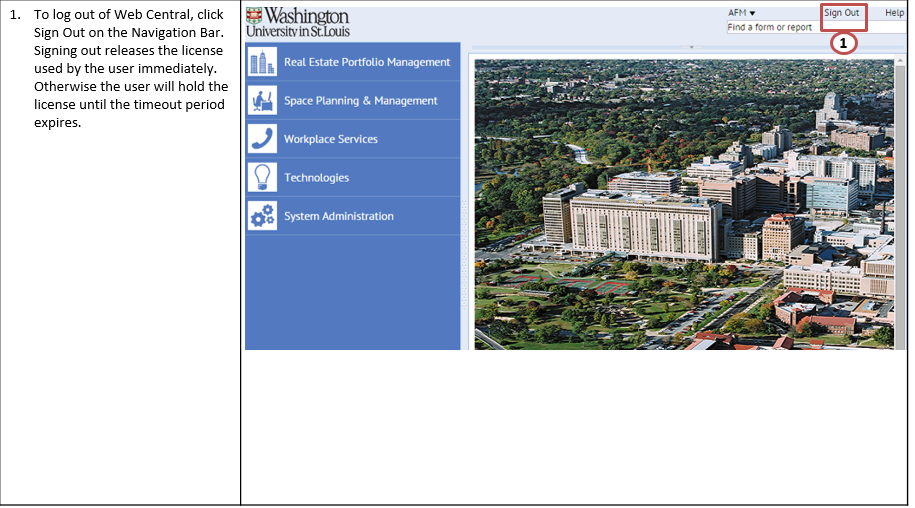 1. To log out of Web Central, click
Sign Out on the Navigation Bar.
Signing out releases the license
used by the user immediately.
Otherwise the user will hold the
license until the timeout period
expires.
Washington
University in St.Louis
AFM Sign Out Help
Find a form or report
1
Real Estate Portfolio Management
Space Planning & Management
Workplace Services
Technologies
System Administration